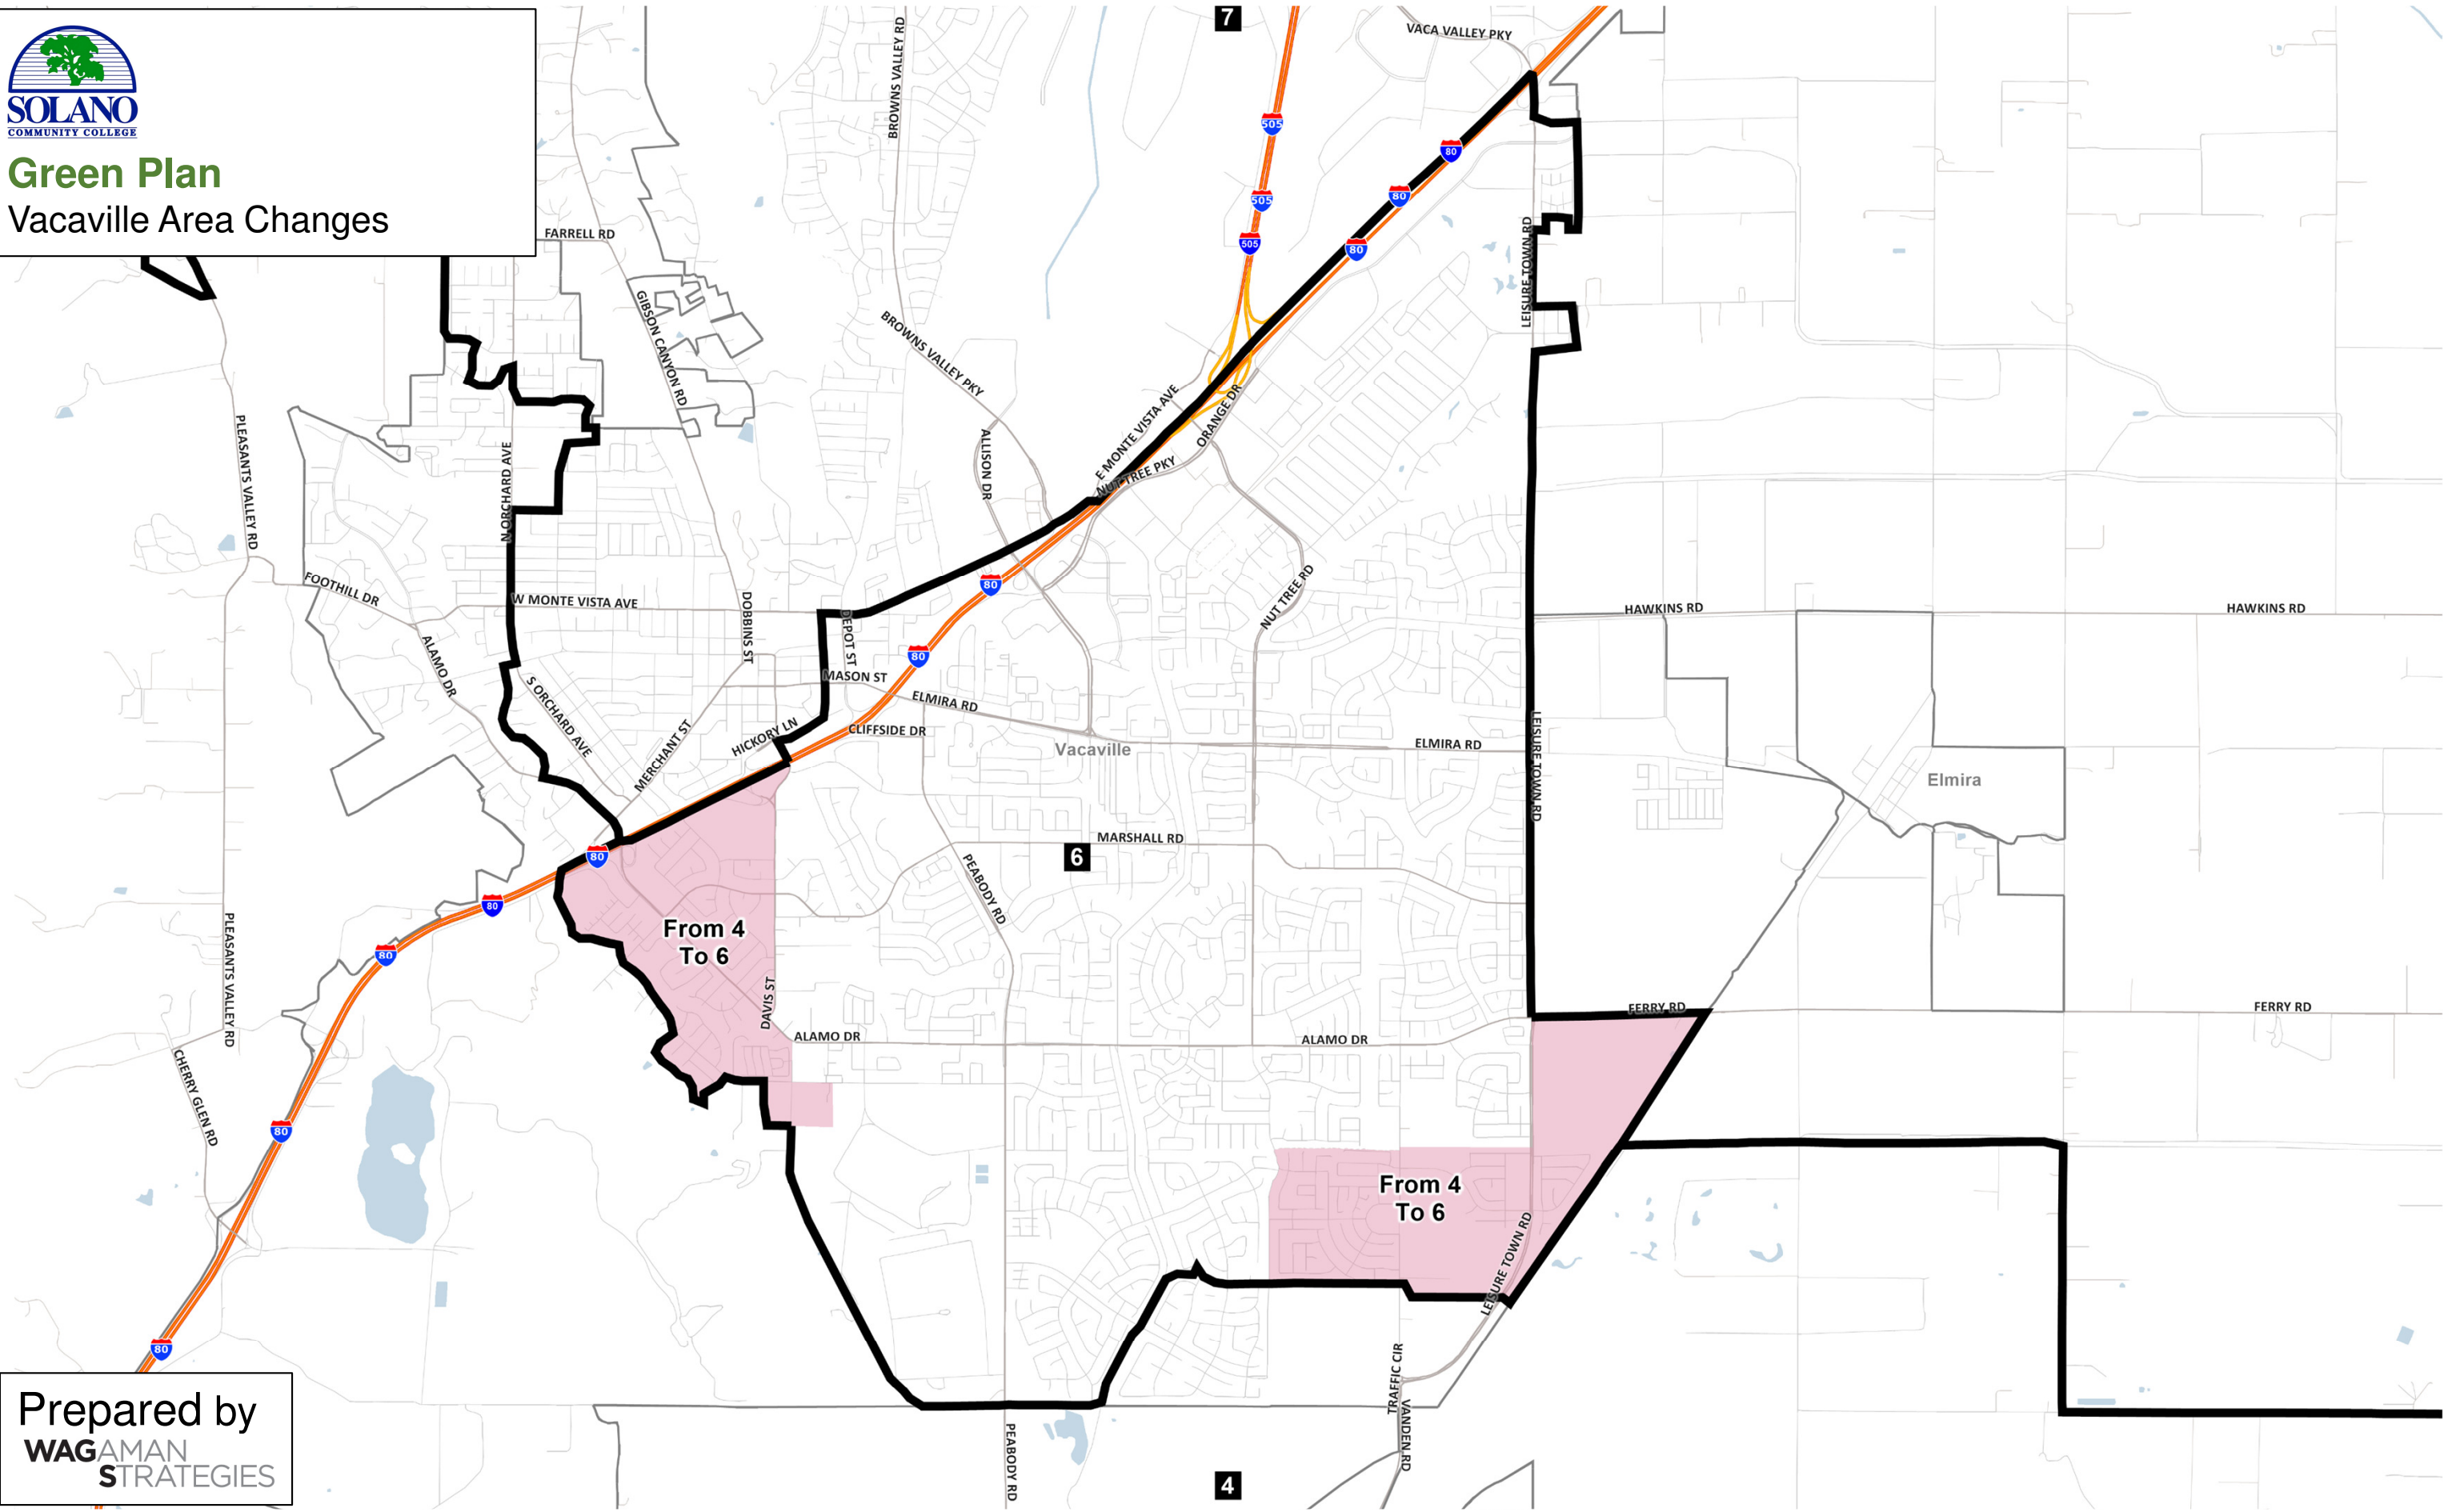 SOLANO
COMMUNITY COLLEGE
Green Plan
Vacaville Area Changes
7
VACA VALLEY PKY
BROWNS VALLEY RD
505
80
505
80
505
80
FARRELL RD
LEISURE TOWN RD
GIBSON CANYON RD
BROWNS VALLEY PKY
E MONTE VISTA AVE
ORANGE DR
NUT TREE PKY
PLEASANTS VALLEY RD
N ORCHARD AVE
ALLISON DR
FOOTHILL DR
W MONTE VISTA AVE
DOBBINS ST
DEPOT ST
80
NUT TREE RD
HAWKINS RD
HAWKINS RD
ALAMO DR
S ORCHARD AVE
MASON ST
80
ELMIRA RD
MERCHANT ST
HICKORY LN
CLIFFSIDE DR
Vacaville
ELMIRA RD
LEISURE TOWN RD
Elmira
MARSHALL RD
6
80
PEABODY RD
80
80
From 4
To 6
PLEASANTS VALLEY RD
DAVIS ST
ALAMO DR
ALAMO DR
FERRY RD
FERRY RD
CHERRY GLEN RD
80
From 4
To 6
LEISURE TOWN RD
80
TRAFFIC CIR
VANDEN RD
PEABODY RD
4
Prepared by
WAGAMAN
STRATEGIES